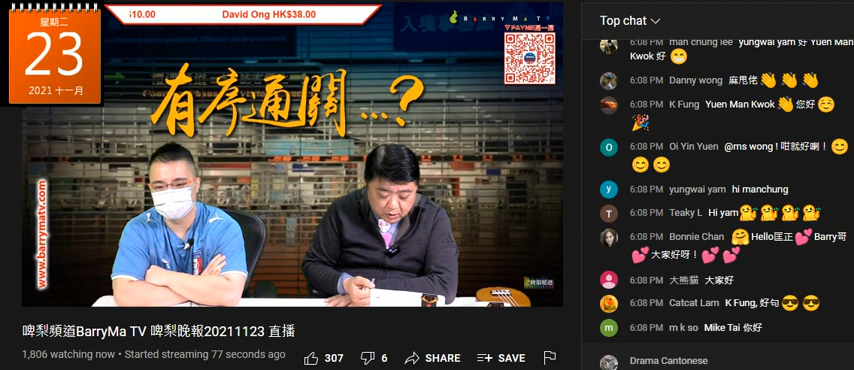 星期二
23
2021 十一月
$10.00
David Ong HK$38.00
BARRYMATV
有序通關...?
www.barrymatv.com
啤梨頻道
啤梨頻道BarryMa TV 啤梨晚報20211123 直播
1,806 watching now • Started streaming 77 seconds ago
307
6
SHARE
SAVE
Top chat
6:08 PM man chung lee yungwai yam 好 Yuen Man
Kwok 好 😁
6:08 PM Danny wong 麻甩佬👋👋👋
6:08 PM K Fung Yuen Man Kwok 👋您好☺️
🎉
6:08 PM Oi Yin Yuen @ms wong ! 咁就好喇! 😊
😊😊
6:08 PM yungwai yam hi manchung
T
6:08 PM Teaky L Hi yam
6:08 PM Bonnie Chan 🤗Hello匡正💕Barry哥
💕大家好呀！💕💕
6:08 PM 大熊貓 大家好
6:08 PM Catcat Lam K Fung, 好句😎😎
m
6:08 PM m k s o Mike Tai 你好
Drama Cantonese